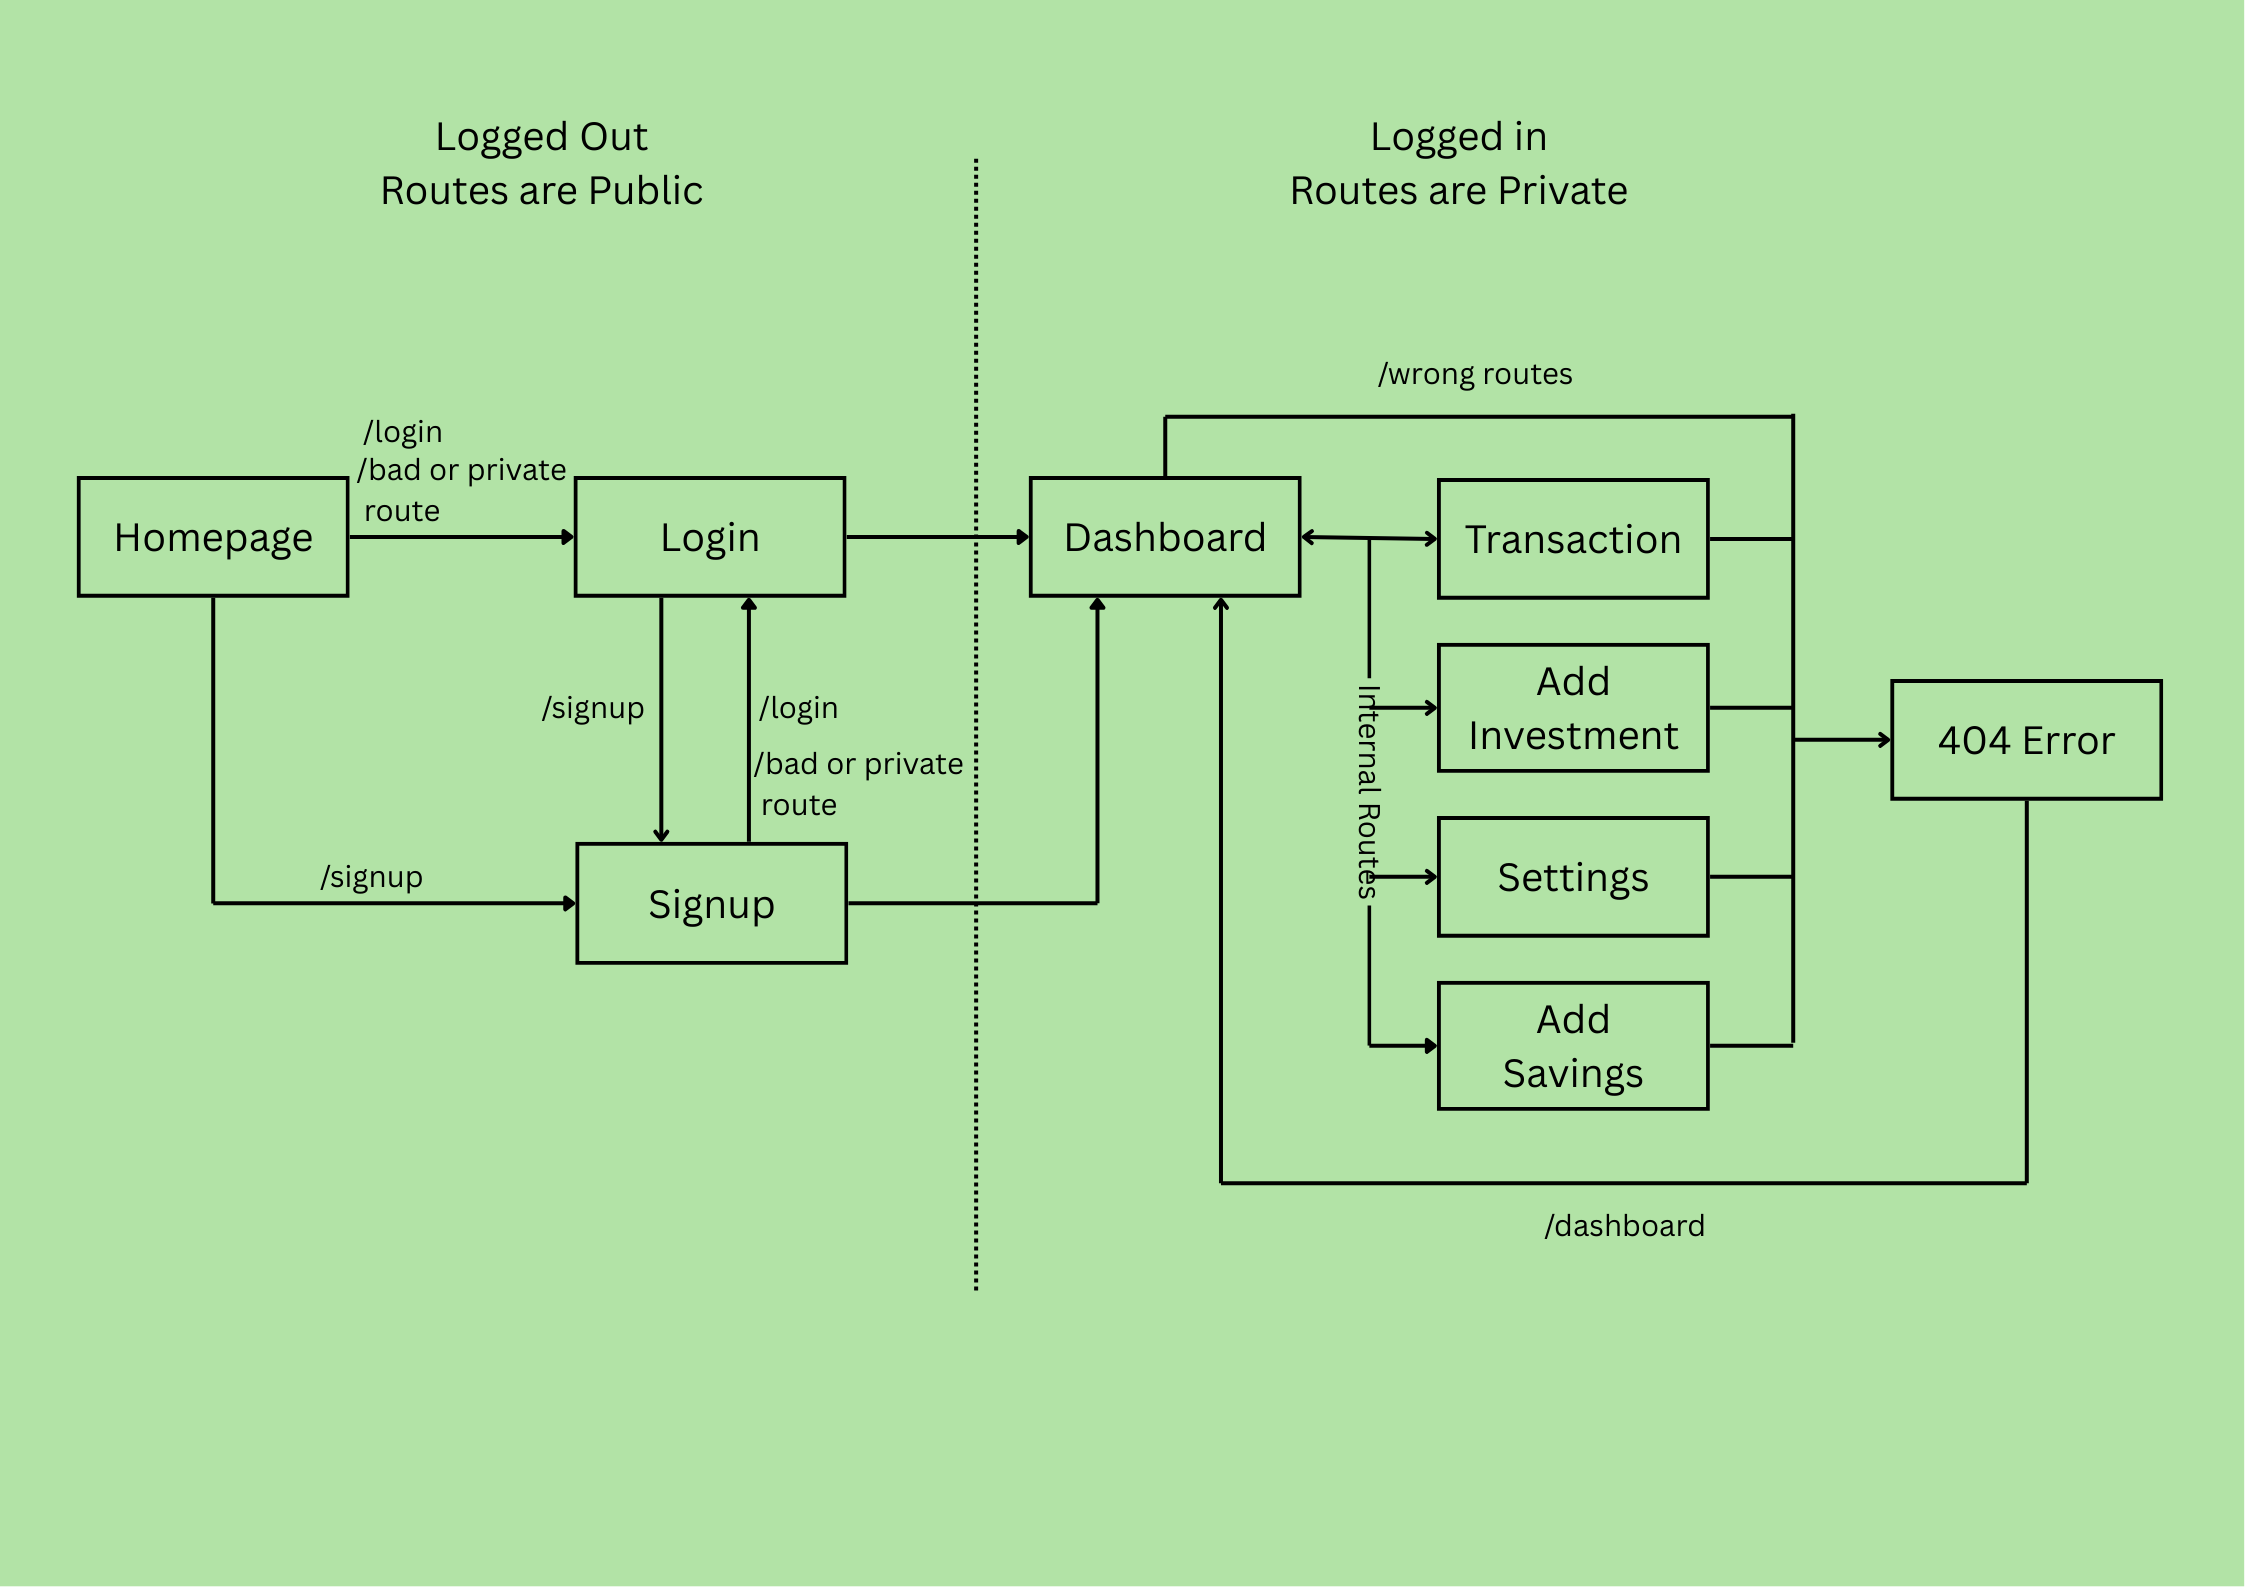 Logged Out
Routes are Public
Logged in
Routes are Private
/wrong routes
/login
/bad or private
route
Homepage
Login
Dashboard
Transaction
/signup
/login
/bad or private
route
Internal Routes
Add
Investment
404 Error
/signup
Signup
Settings
Add
Savings
/dashboard